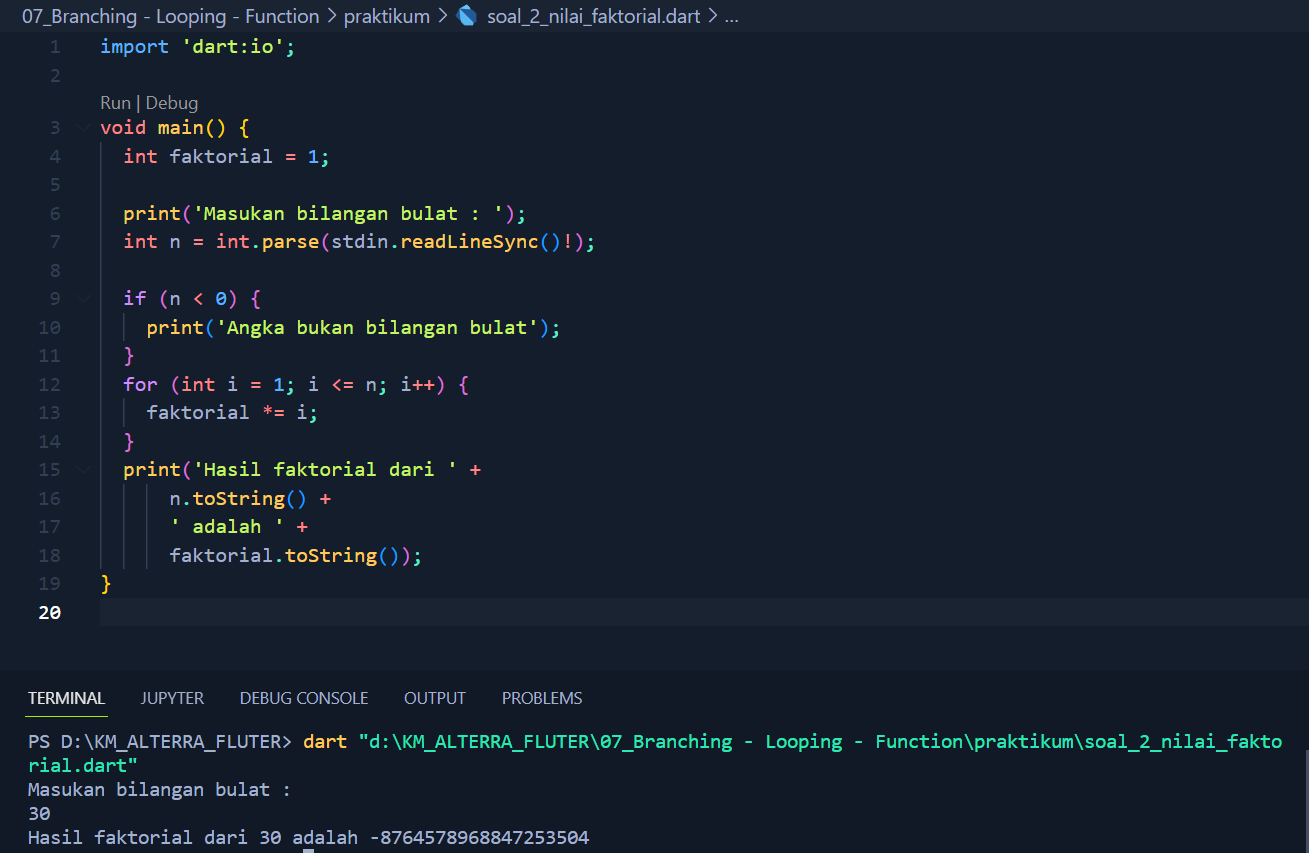 07_Branching - Looping - Function > praktikum > soal_2_nilai_faktorial.dart > ...
1 import 'dart:io';
2
Run | Debug
3 void main() {
4   int faktorial = 1;
5
6   print('Masukan bilangan bulat : ');
7   int n = int.parse(stdin.readLineSync()!);
8
9   if (n < 0) {
10     print('Angka bukan bilangan bulat');
11   }
12   for (int i = 1; i <= n; i++) {
13     faktorial *= i;
14   }
15   print('Hasil faktorial dari ' +
16       n.toString() +
17       ' adalah ' +
18       faktorial.toString());
19 }
20
TERMINAL JUPYTER DEBUG CONSOLE OUTPUT PROBLEMS
PS D:\KM_ALTERRA_FLUTER> dart "d:\KM_ALTERRA_FLUTER\07_Branching - Looping - Function\praktikum\soal_2_nilai_fakto
rial.dart"
Masukan bilangan bulat :
30
Hasil faktorial dari 30 adalah -8764578968847253504